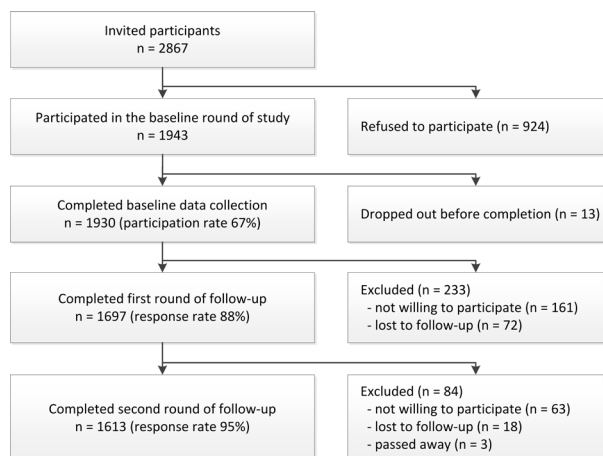 Invited participants
n = 2867
Participated in the baseline round of study
n = 1943
Refused to participate (n = 924)
Completed baseline data collection
n = 1930 (participation rate 67%)
Dropped out before completion (n = 13)
Completed first round of follow-up
n = 1697 (response rate 88%)
Excluded (n = 233)
- not willing to participate (n = 161)
- lost to follow-up (n = 72)
Completed second round of follow-up
n = 1613 (response rate 95%)
Excluded (n = 84)
- not willing to participate (n = 63)
- lost to follow-up (n = 18)
- passed away (n = 3)